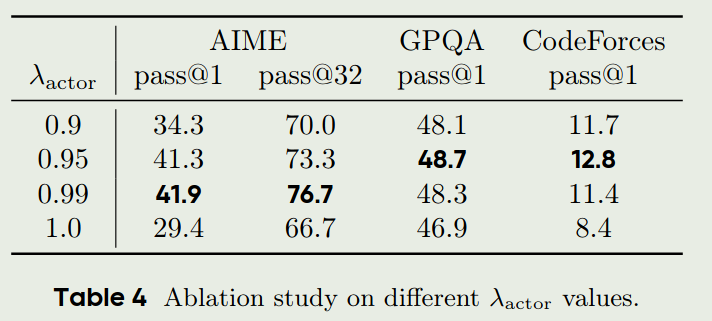 AIME GPQA CodeForces
λactor pass@1 pass@32 pass@1 pass@1
0.9 34.3 70.0 48.1 11.7
0.95 41.3 73.3 48.7 12.8
0.99 41.9 76.7 48.3 11.4
1.0 29.4 66.7 46.9 8.4
Table 4 Ablation study on different λactor values.